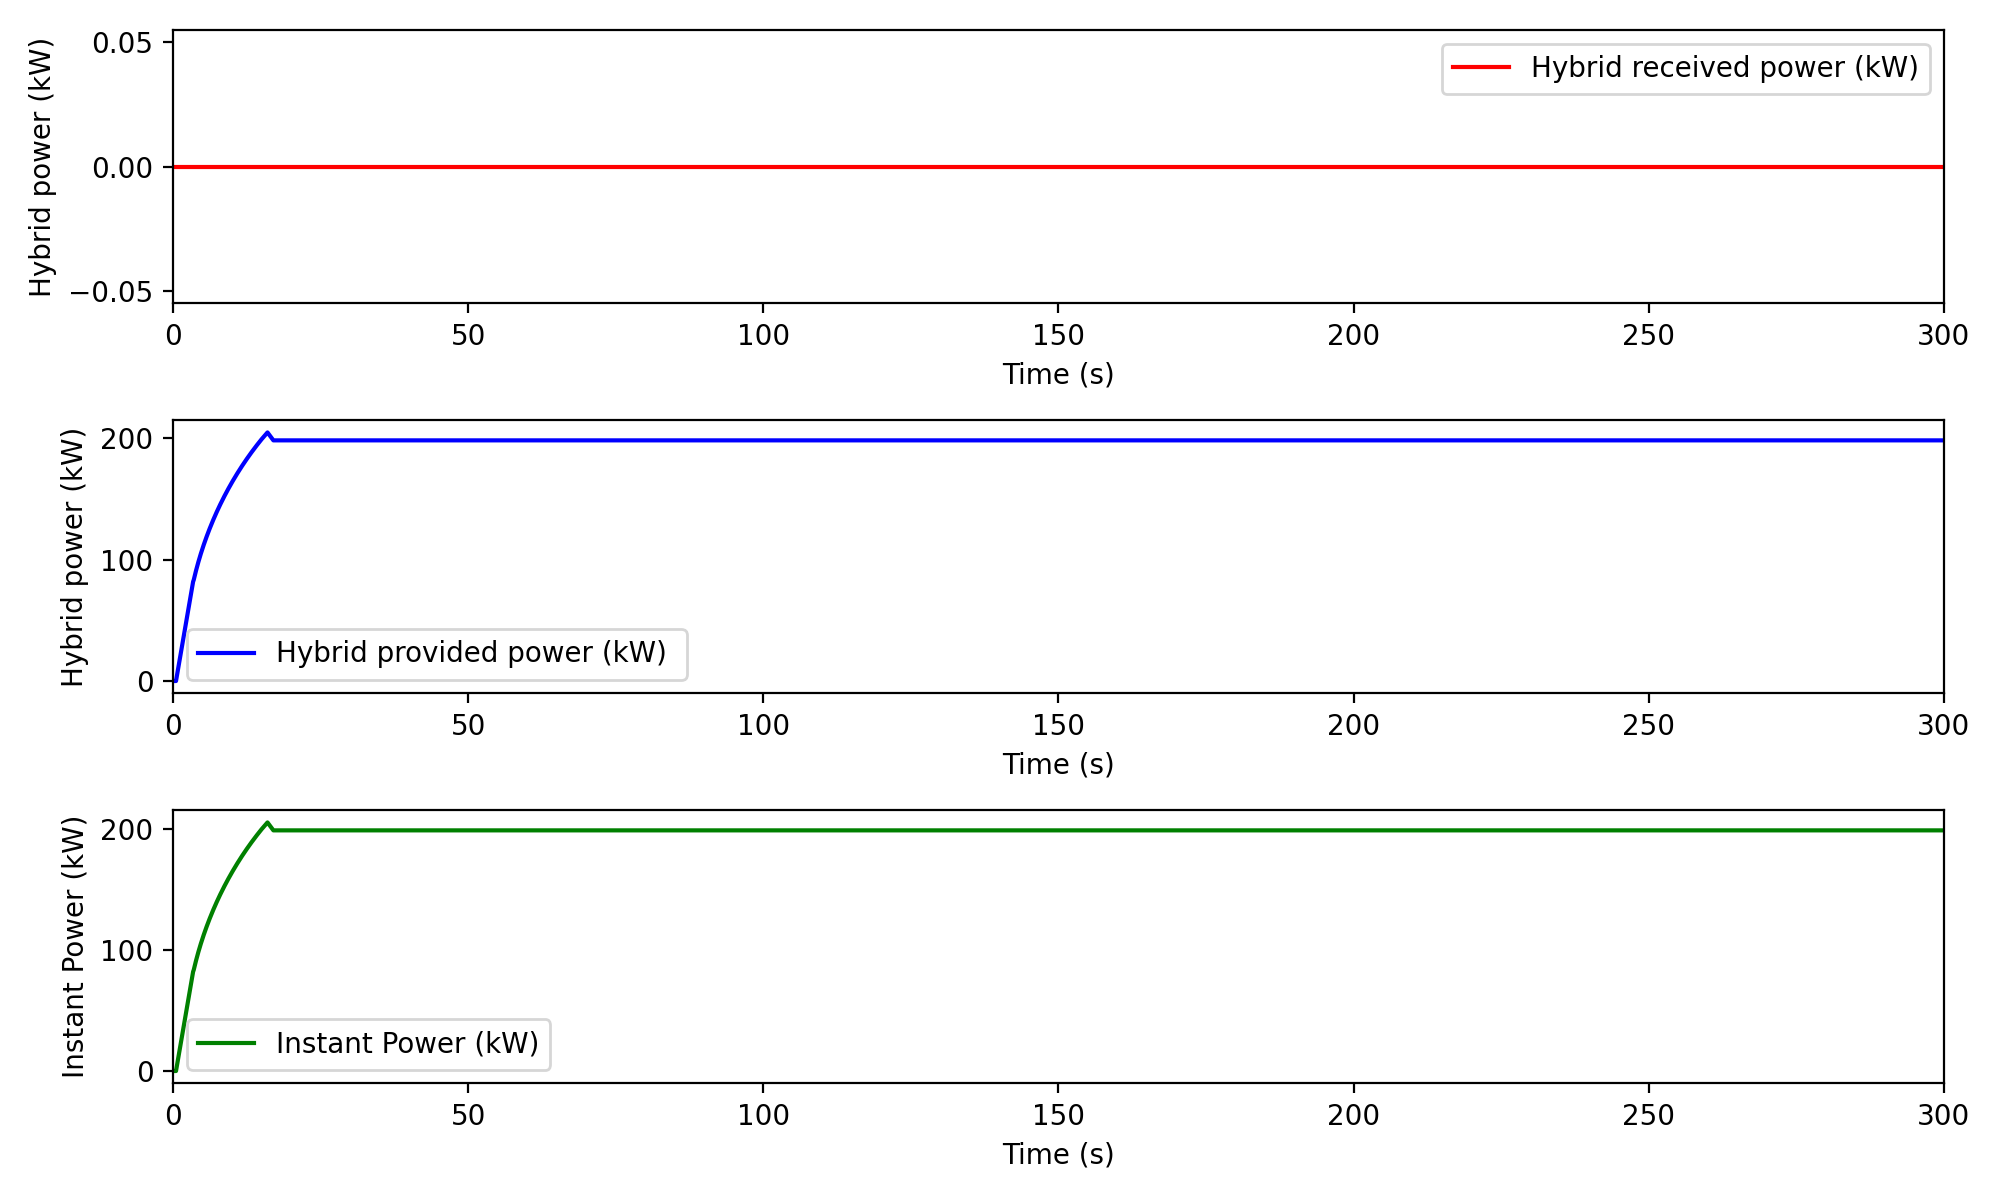 Hybrid power (kW)
0.05
0.00
−0.05
Hybrid received power (kW)
0 50 100 150 200 250 300
Time (s)
Hybrid power (kW)
200
100
0
Hybrid provided power (kW)
0 50 100 150 200 250 300
Time (s)
Instant Power (kW)
200
100
0
Instant Power (kW)
0 50 100 150 200 250 300
Time (s)